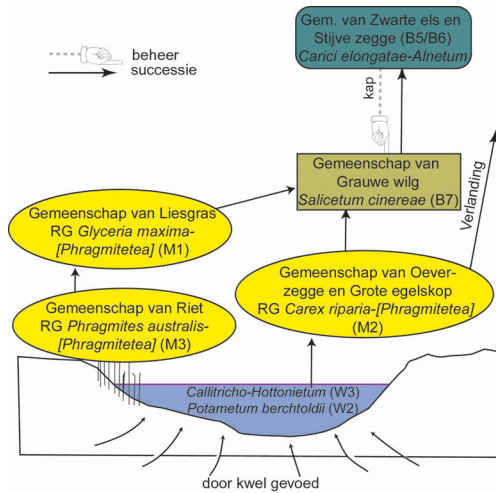 Gem. van Zwarte els en
Stijve zegge (B5/B6)
Carici elongatae-Alnetum
beheer
successie
kap
Gemeenschap van
Grauwe wilg
Salicetum cinereae (B7)
Verlanding
Gemeenschap van Liesgras
RG Glyceria maxima-
[Phragmitetea] (M1)
Gemeenschap van Oever-
zegge en Grote egelskop
RG Carex riparia-[Phragmitetea]
(M2)
Gemeenschap van Riet
RG Phragmites australis-
[Phragmitetea] (M3)
Callitricho-Hottonietum (W3)
Potametum berchtoldii (W2)
door kwel gevoed